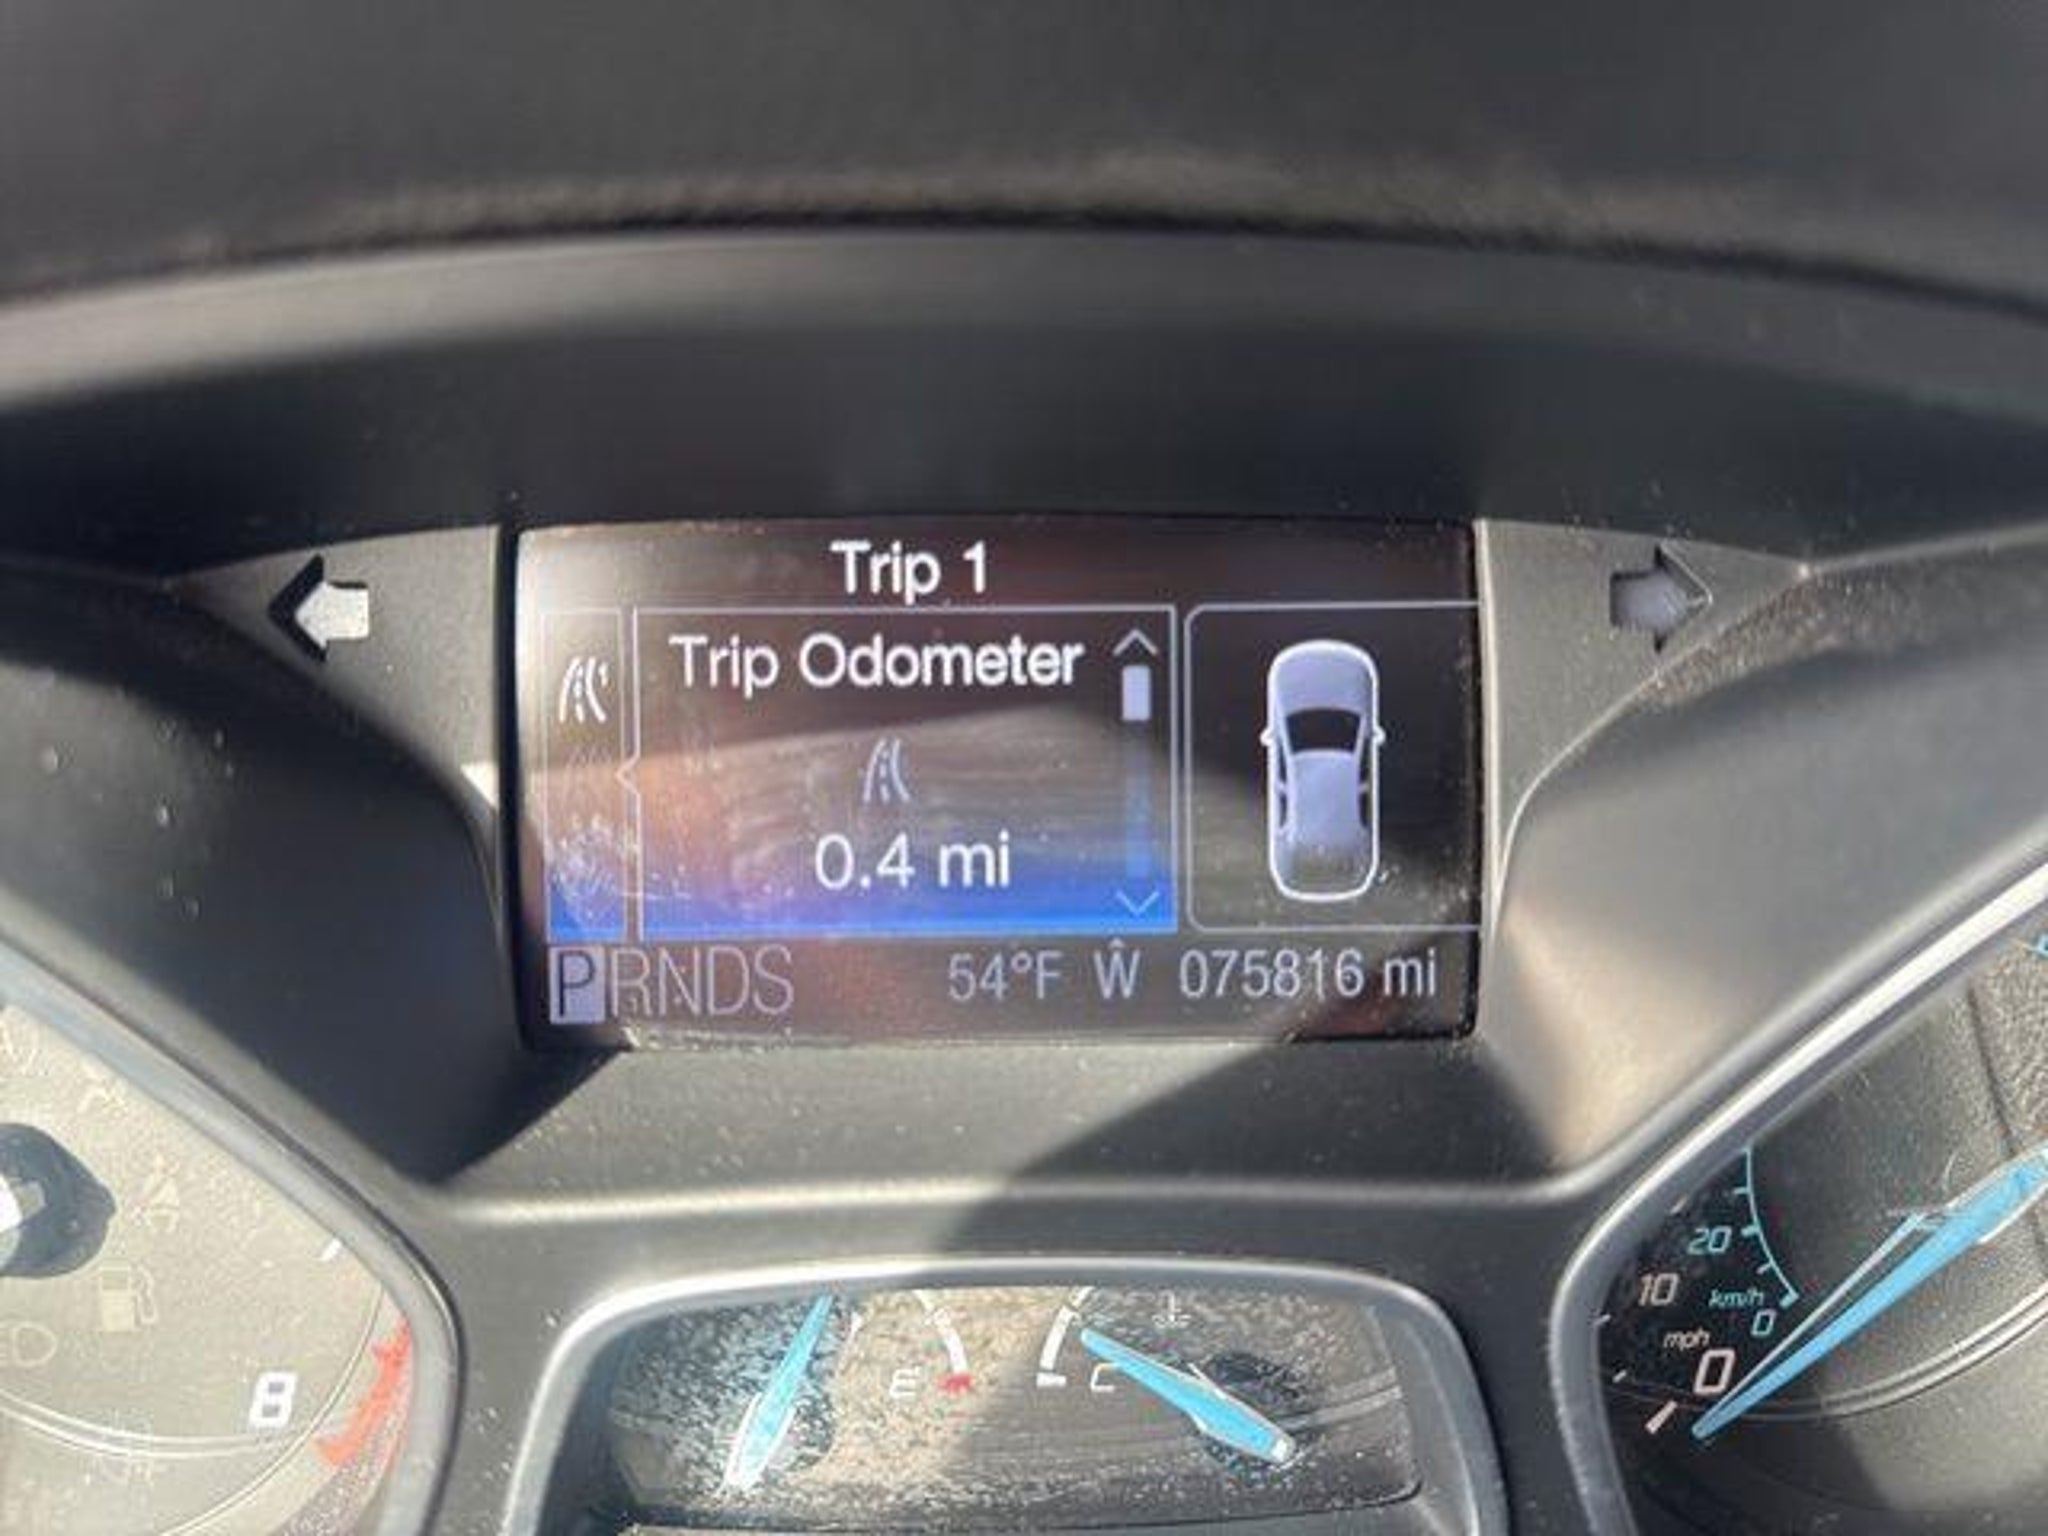 Trip 1
Trip Odometer
0.4 mi
PRNDS 54°F W 075816 mi
20
10
km/h
0
mph
0
8
E
C